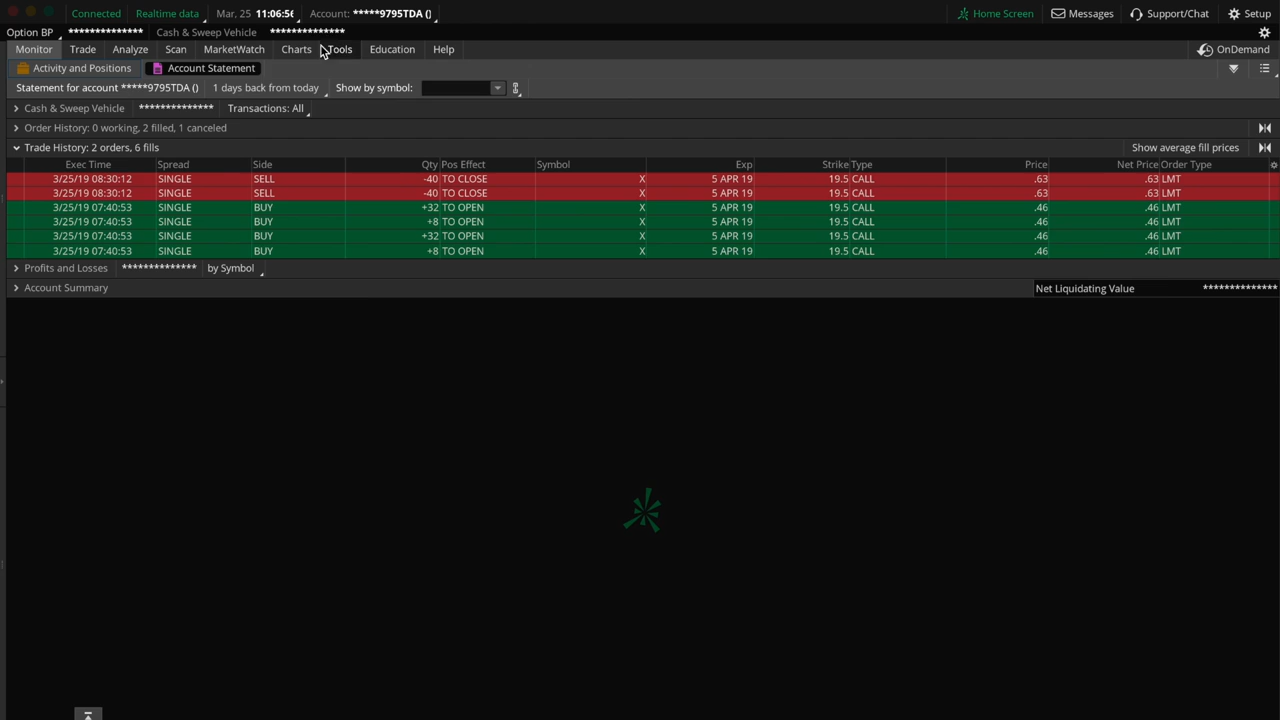 Connected Realtime data Mar, 25 11:06:56 Account: *****9795TDA () Home Screen Messages Support/Chat Setup
Option BP ************** Cash & Sweep Vehicle **************
Monitor Trade Analyze Scan MarketWatch Charts Tools Education Help OnDemand
Activity and Positions Account Statement
Statement for account *****9795TDA () 1 days back from today Show by symbol:
Cash & Sweep Vehicle ************** Transactions: All
Order History: 0 working, 2 filled, 1 canceled
Trade History: 2 orders, 6 fills Show average fill prices
Exec Time Spread Side Qty Pos Effect Symbol Exp Strike Type Price Net Price Order Type
3/25/19 08:30:12 SINGLE SELL -40 TO CLOSE X 5 APR 19 19.5 CALL .63 .63 LMT
3/25/19 08:30:12 SINGLE SELL -40 TO CLOSE X 5 APR 19 19.5 CALL .63 .63 LMT
3/25/19 07:40:53 SINGLE BUY +32 TO OPEN X 5 APR 19 19.5 CALL .46 .46 LMT
3/25/19 07:40:53 SINGLE BUY +8 TO OPEN X 5 APR 19 19.5 CALL .46 .46 LMT
3/25/19 07:40:53 SINGLE BUY +32 TO OPEN X 5 APR 19 19.5 CALL .46 .46 LMT
3/25/19 07:40:53 SINGLE BUY +8 TO OPEN X 5 APR 19 19.5 CALL .46 .46 LMT
Profits and Losses ************** by Symbol
Account Summary Net Liquidating Value **************